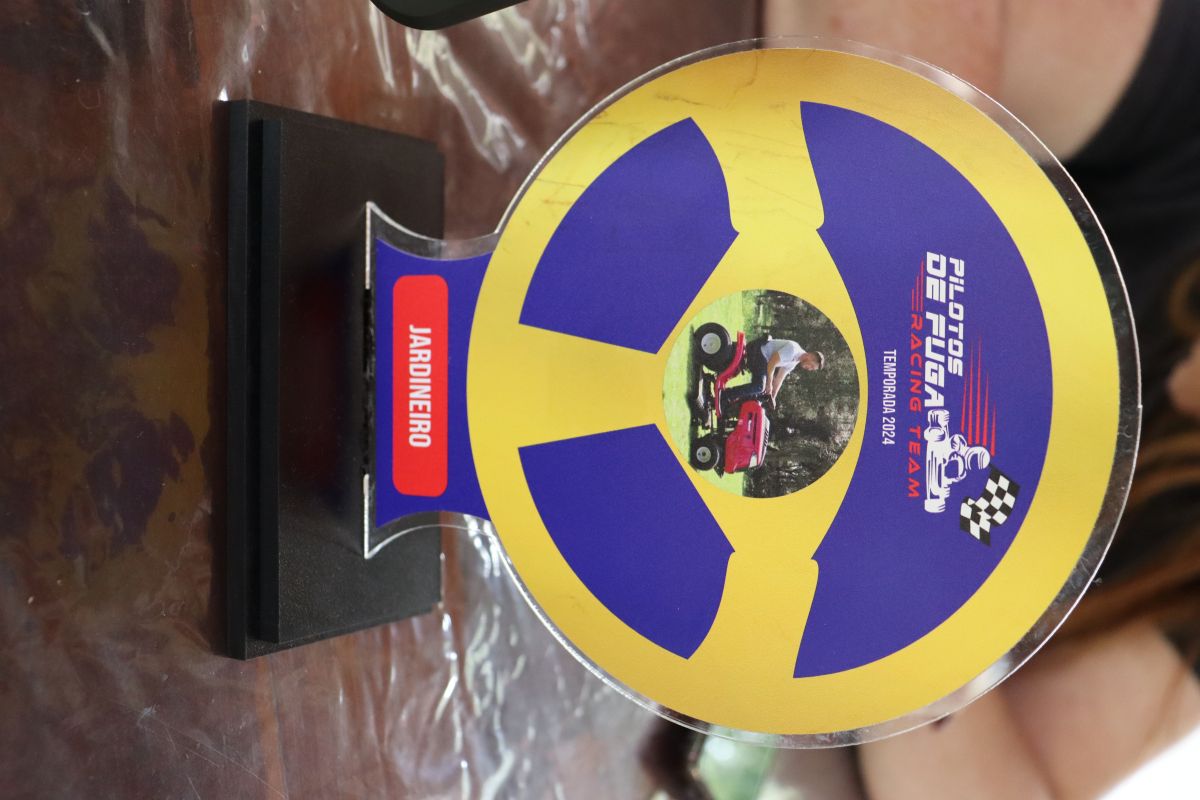 PILOTOS
DE FUGA
RACING TEAM
TEMPORADA 2024
JARDINEIRO